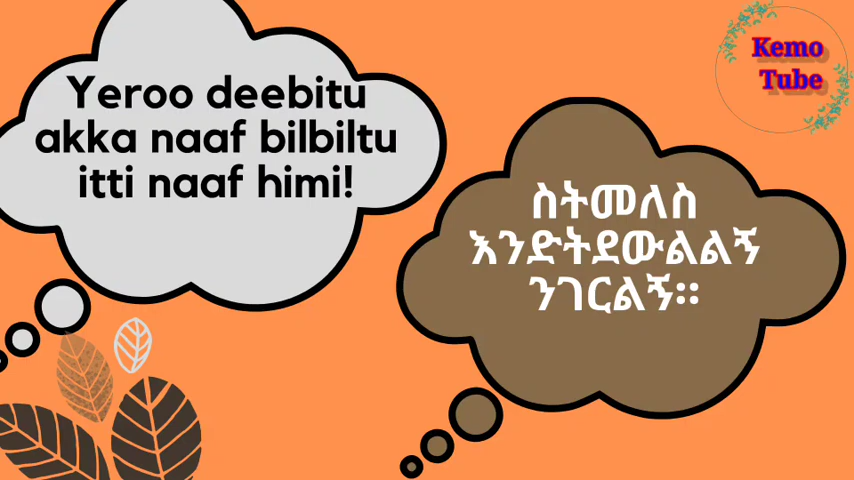 Yeroo deebitu
akka naaf bilbiltu
itti naaf himi!
ስትመለስ
እንድትደውልልኝ
ንገርልኝ።
Kemo
Tube